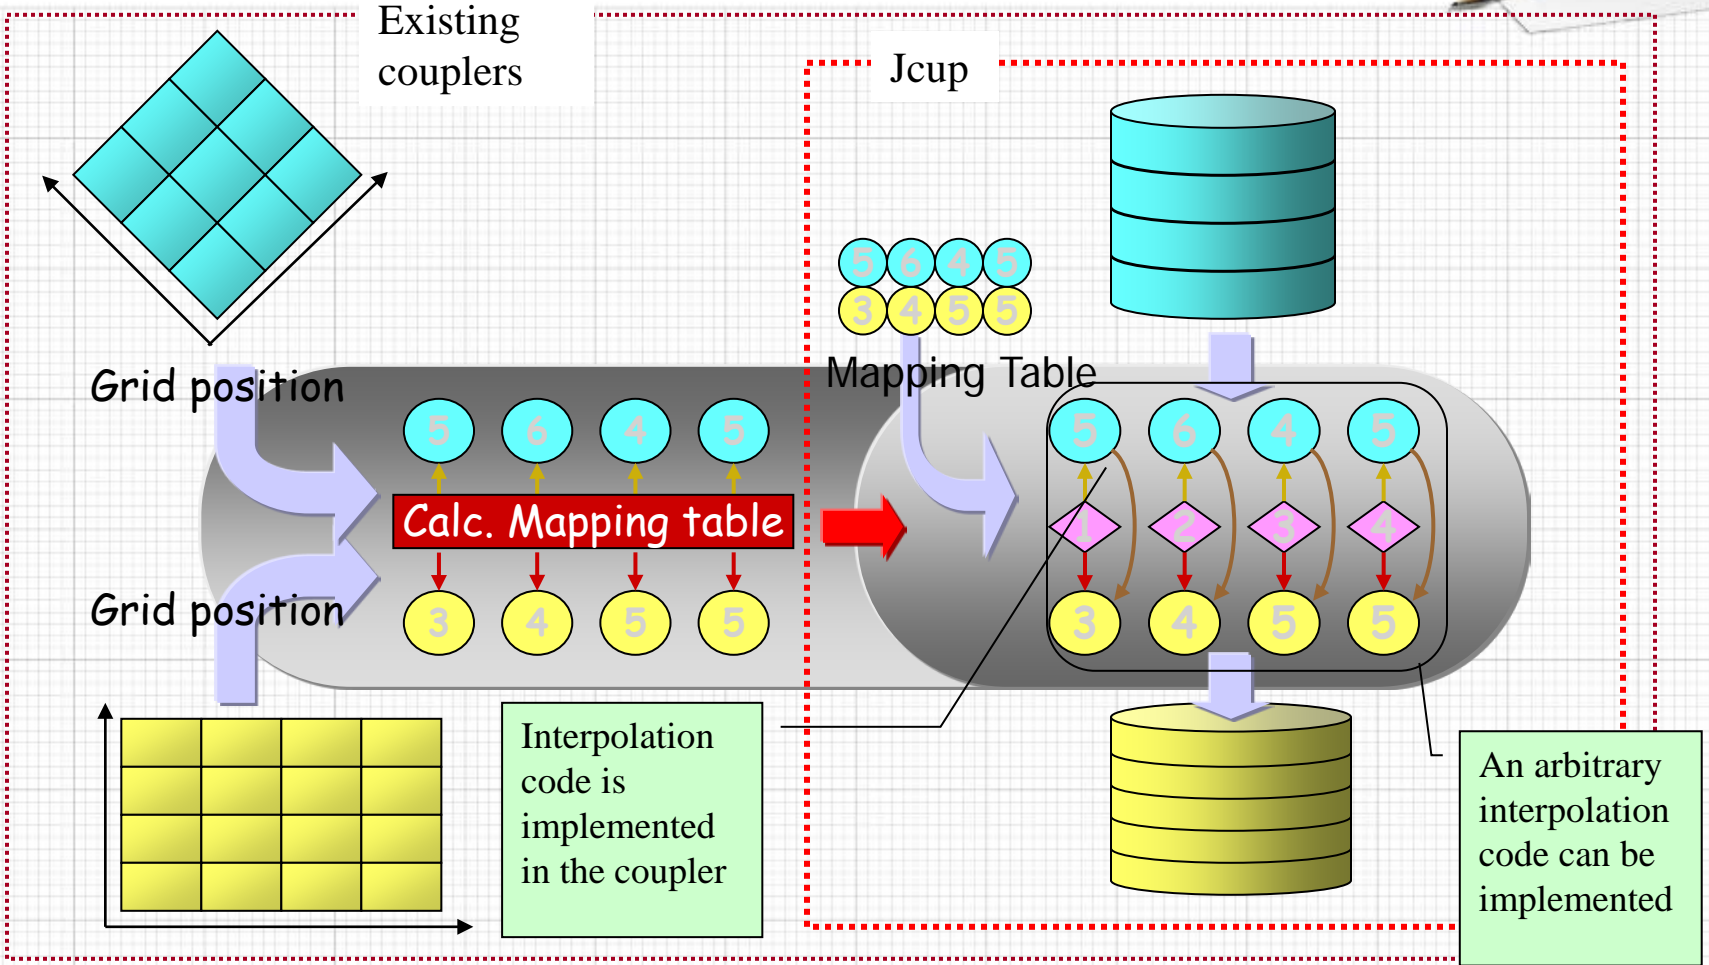 Existing
couplers
Jcup
5 6 4 5
3 4 5 5
Mapping Table
Grid position
5 6 4 5
Calc. Mapping table
3 4 5 5
5 6 4 5
1 2 3 4
3 4 5 5
Grid position
Interpolation
code is
implemented
in the coupler
An arbitrary
interpolation
code can be
implemented